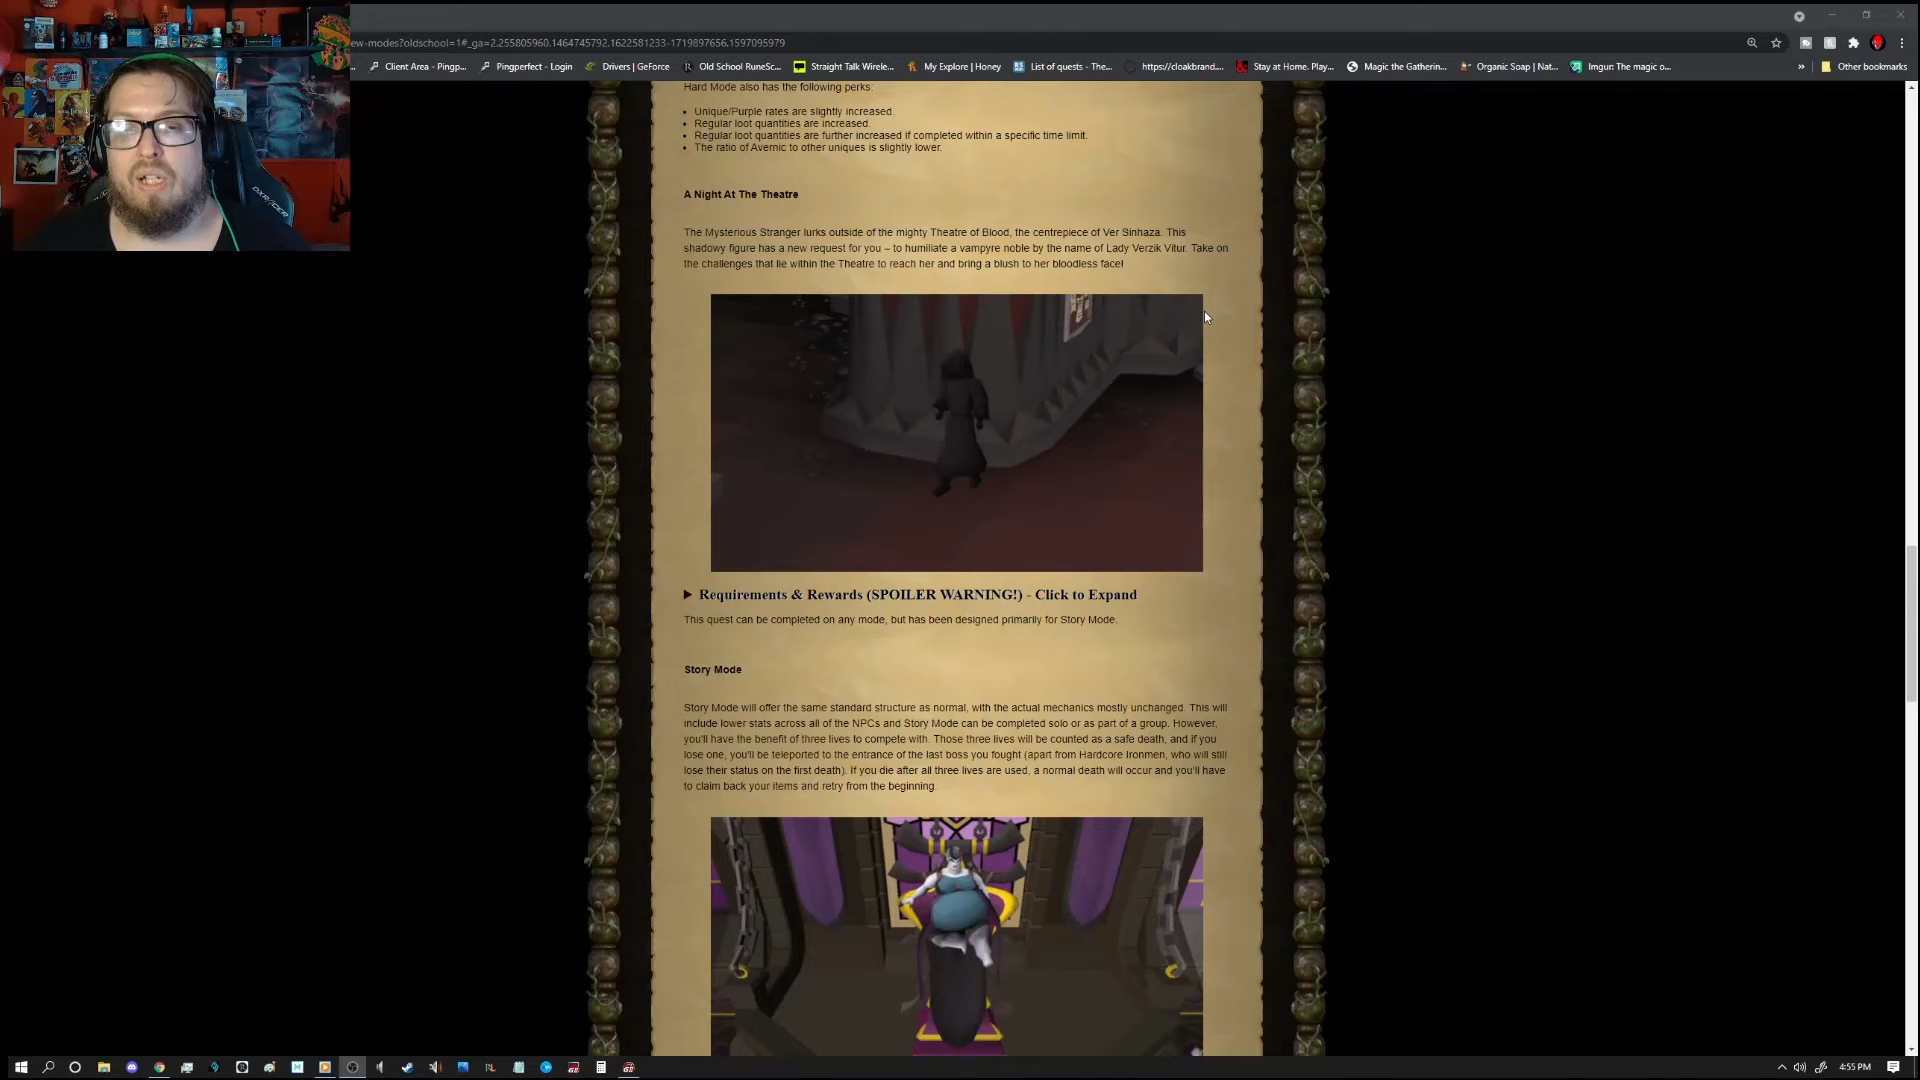 ew-modes?oldschool=1#_ga=2.255805960.1464745792.1622581233-1719897656.1597095979
Client Area - Pingp... Pingperfect - Login Drivers | GeForce Old School RuneSc... Straight Talk Wirele... My Explore | Honey List of quests - The... https://cloakbrand.... Stay at Home. Play... Magic the Gatherin... Organic Soap | Nat... Imgur: The magic o... » Other bookmarks
Hard Mode also has the following perks:
• Unique/Purple rates are slightly increased.
• Regular loot quantities are increased.
• Regular loot quantities are further increased if completed within a specific time limit.
• The ratio of Avernic to other uniques is slightly lower.
A Night At The Theatre
The Mysterious Stranger lurks outside of the mighty Theatre of Blood, the centrepiece of Ver Sinhaza. This
shadowy figure has a new request for you – to humiliate a vampyre noble by the name of Lady Verzik Vitur. Take on
the challenges that lie within the Theatre to reach her and bring a blush to her bloodless face!
Requirements & Rewards (SPOILER WARNING!) - Click to Expand
This quest can be completed on any mode, but has been designed primarily for Story Mode.
Story Mode
Story Mode will offer the same standard structure as normal, with the actual mechanics mostly unchanged. This will
include lower stats across all of the NPCs and Story Mode can be completed solo or as part of a group. However,
you'll have the benefit of three lives to compete with. Those three lives will be counted as a safe death, and if you
lose one, you'll be teleported to the entrance of the last boss you fought (apart from Hardcore Ironmen, who will still
lose their status on the first death). If you die after all three lives are used, a normal death will occur and you'll have
to claim back your items and retry from the beginning.
DXRACER
4:55 PM